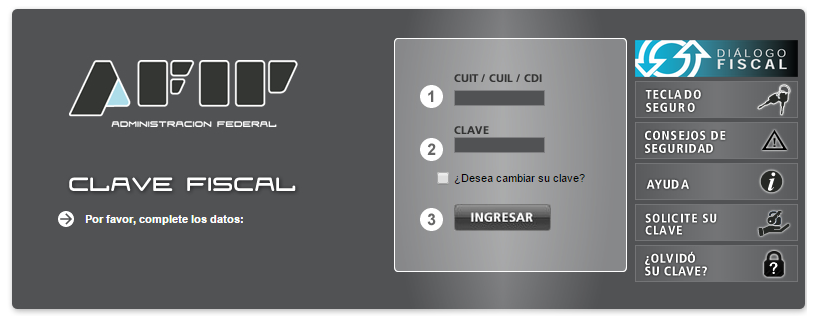 AFIP
ADMINISTRACION FEDERAL
CLAVE FISCAL
Por favor, complete los datos:
1
CUIT / CUIL / CDI
2
CLAVE
¿Desea cambiar su clave?
3
INGRESAR
DIÁLOGO
FISCAL
TECLADO
SEGURO
CONSEJOS DE
SEGURIDAD
AYUDA
SOLICITE SU
CLAVE
¿OLVIDÓ
SU CLAVE?